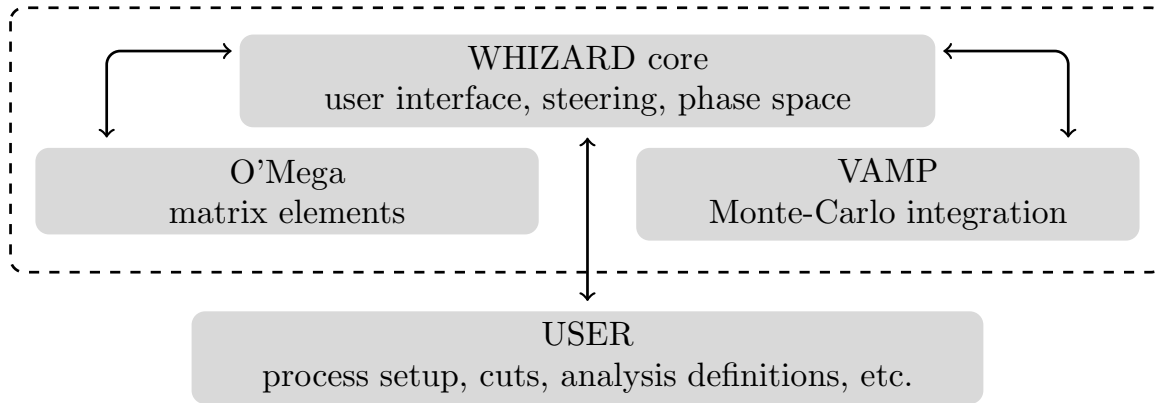 WHIZARD core
user interface, steering, phase space
O'Mega
matrix elements
VAMP
Monte-Carlo integration
USER
process setup, cuts, analysis definitions, etc.